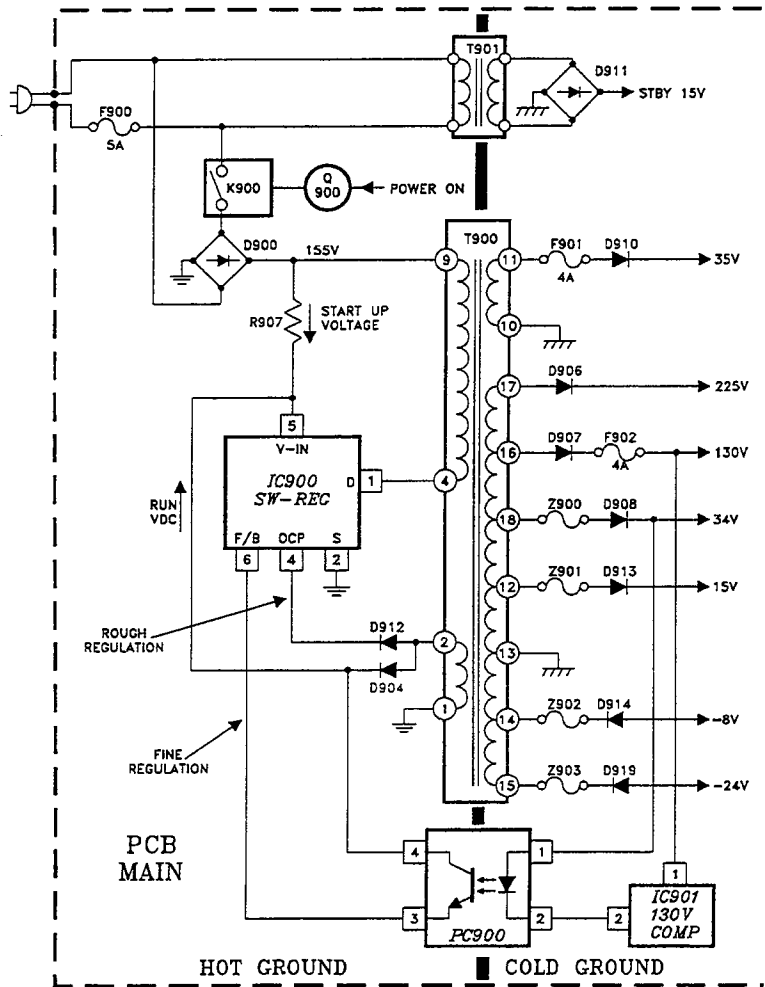 T901
D911
STBY 15V
F900
5A
K900
Q
900
POWER ON
D900
155V
T900
9
11
F901
4A
D910
35V
R907
START UP
VOLTAGE
10
17
D906
225V
5
V-IN
IC900
SW-REG
D
1
4
16
D907
F902
4A
130V
RUN
VDC
18
Z900
D908
34V
F/B
OCP
S
6
4
2
12
Z901
D913
15V
ROUGH
REGULATION
D912
2
13
D904
1
14
Z902
D914
-8V
FINE
REGULATION
15
Z903
D919
-24V
PCB
MAIN
4
1
3
2
PC900
1
2
IC901
130V
COMP
HOT GROUND
COLD GROUND